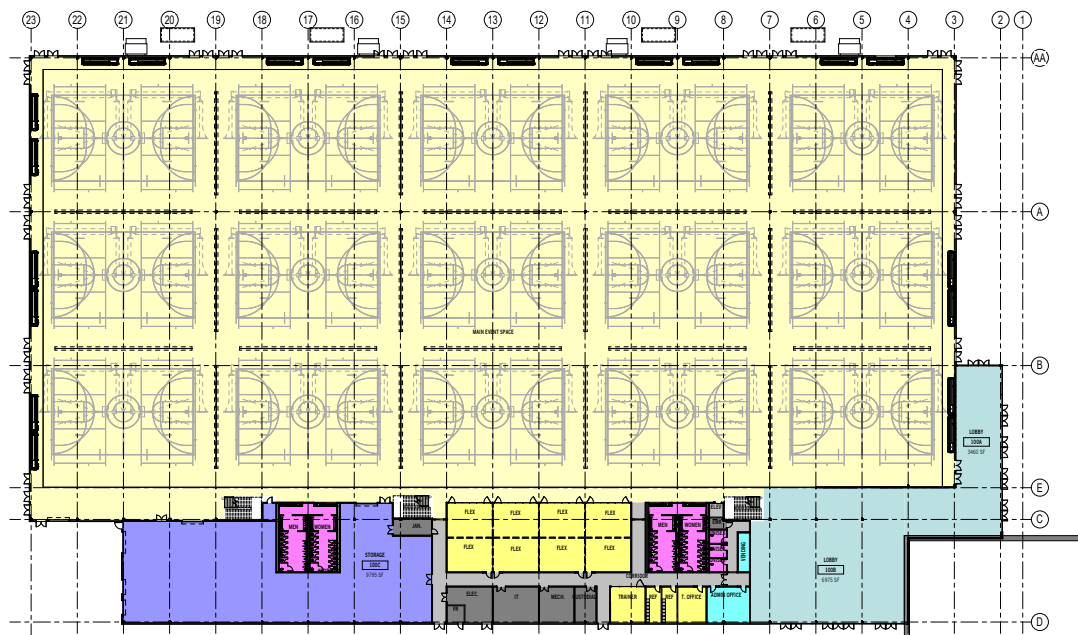 23 22 21 20 19 18 17 16 15 14 13 12 11 10 9 8 7 6 5 4 3 2 1
AA
A
MAIN EVENT SPACE
B
LOBBY
100A
3460 SF
E
C
ELEV
FLEX FLEX FLEX FLEX
MEN WOMEN
JAN.
MEN WOMEN
FLEX FLEX FLEX FLEX
VENDING
STORAGE
100C
9795 SF
LOBBY
100B
6975 SF
CORRIDOR
ELEC. IT MECH. CUSTODIAL
TRAINER REF REF T. OFFICE ADMIN OFFICE
D